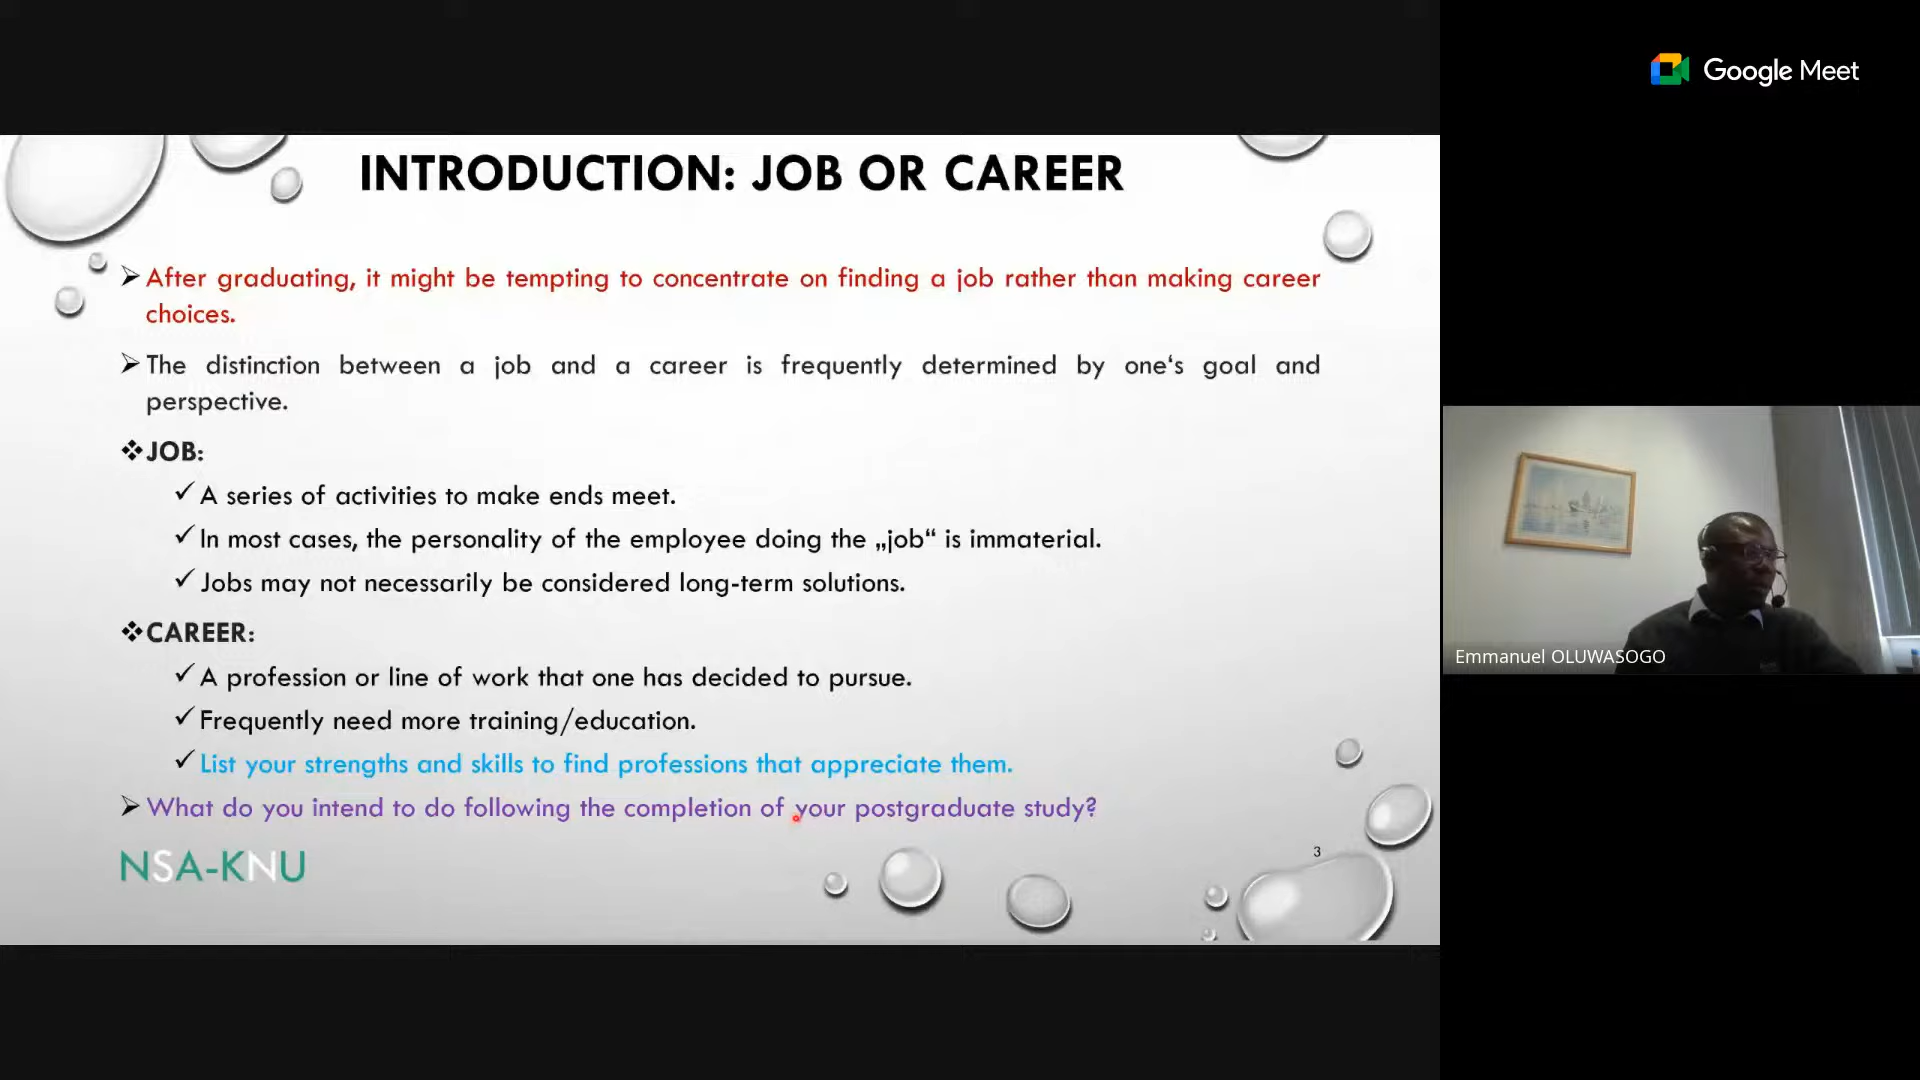 Google Meet
INTRODUCTION: JOB OR CAREER
After graduating, it might be tempting to concentrate on finding a job rather than making career
choices.
The distinction between a job and a career is frequently determined by one‘s goal and
perspective.
JOB:
A series of activities to make ends meet.
In most cases, the personality of the employee doing the „job“ is immaterial.
Jobs may not necessarily be considered long-term solutions.
CAREER:
A profession or line of work that one has decided to pursue.
Frequently need more training/education.
List your strengths and skills to find professions that appreciate them.
What do you intend to do following the completion of your postgraduate study?
3
NSA-KNU
Emmanuel OLUWASOGO